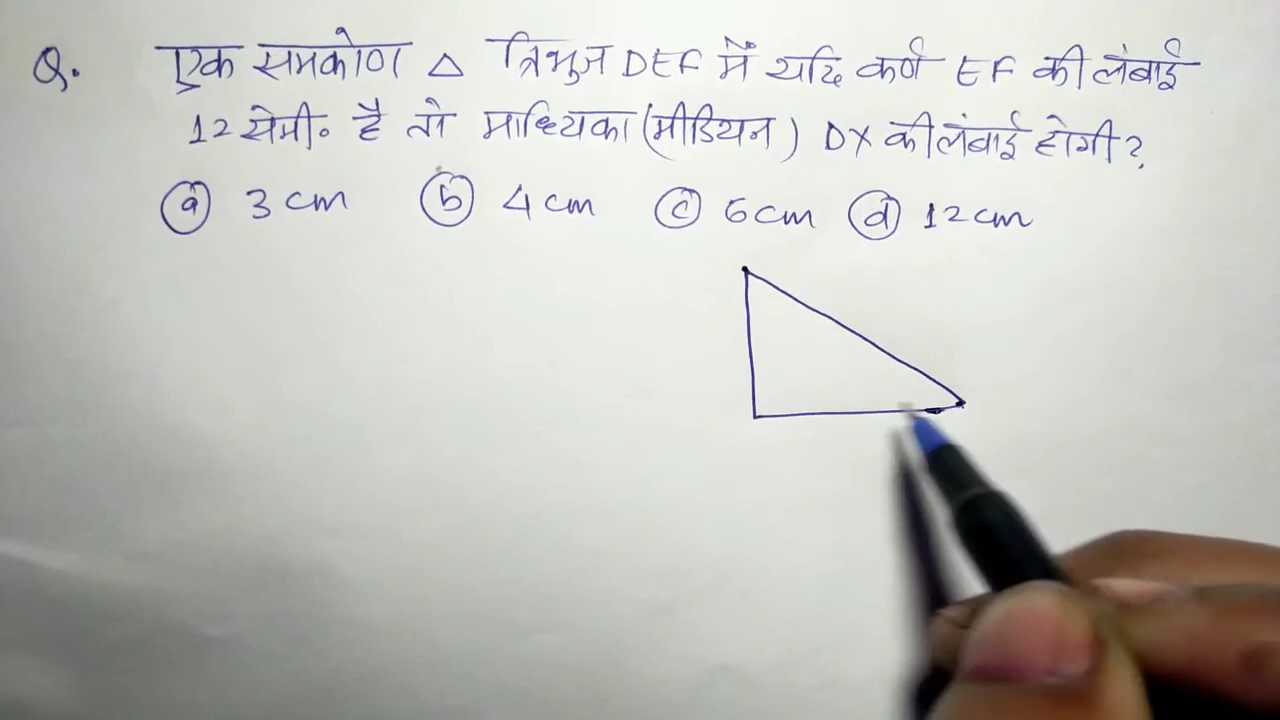 Q. एक समकोण △ त्रिभुज DEF में यदि कर्ण EF की लंबाई
12 सेमी. है तो माध्यिका (मीडियन) DX की लंबाई होगी?
(a) 3 cm (b) 4 cm (c) 6 cm (d) 12 cm